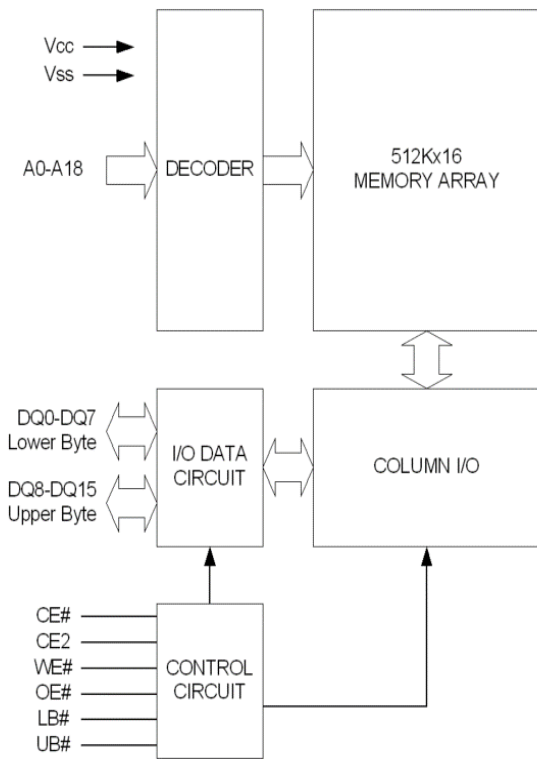 Vcc
Vss
A0-A18
DECODER
512Kx16
MEMORY ARRAY
DQ0-DQ7
Lower Byte
DQ8-DQ15
Upper Byte
I/O DATA
CIRCUIT
COLUMN I/O
CE#
CE2
WE#
OE#
LB#
UB#
CONTROL
CIRCUIT